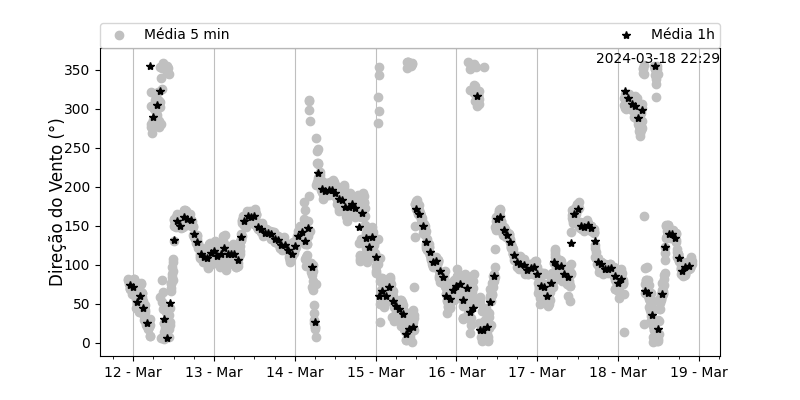 Média 5 min
Média 1h
2024-03-18 22:29
Direção do Vento (°)
350
300
250
200
150
100
50
0
12 - Mar
13 - Mar
14 - Mar
15 - Mar
16 - Mar
17 - Mar
18 - Mar
19 - Mar